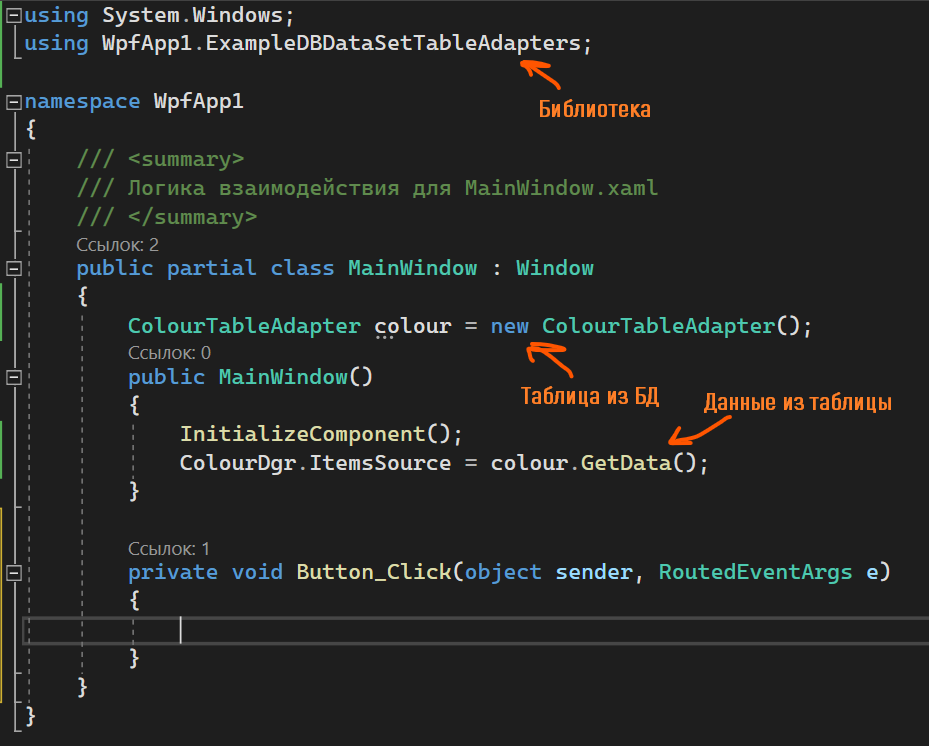 using System.Windows;
using WpfApp1.ExampleDBDataSetTableAdapters;
Библиотека
namespace WpfApp1
{
/// <summary>
/// Логика взаимодействия для MainWindow.xaml
/// </summary>
Ссылок: 2
public partial class MainWindow : Window
{
ColourTableAdapter colour = new ColourTableAdapter();
Ссылок: 0
public MainWindow()
Таблица из БД
Данные из таблицы
{
InitializeComponent();
ColourDgr.ItemsSource = colour.GetData();
}
Ссылок: 1
private void Button_Click(object sender, RoutedEventArgs e)
{
}
}
}